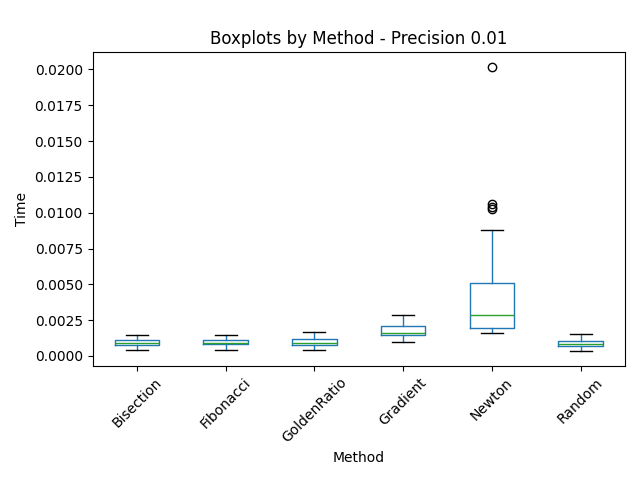 Boxplots by Method - Precision 0.01
0.0200
0.0175
0.0150
0.0125
0.0100
0.0075
0.0050
0.0025
0.0000
Time
Bisection
Fibonacci
GoldenRatio
Gradient
Newton
Random
Method